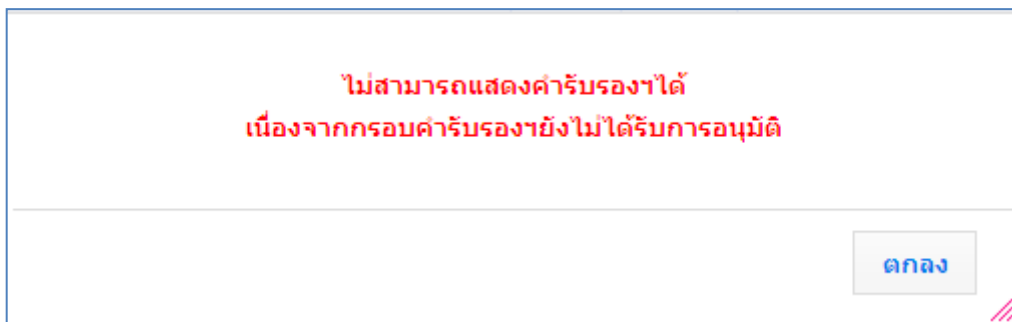 ไม่สามารถแสดงคำรับรองฯได้
เนื่องจากกรอบคำรับรองฯยังไม่ได้รับการอนุมัติ
ตกลง